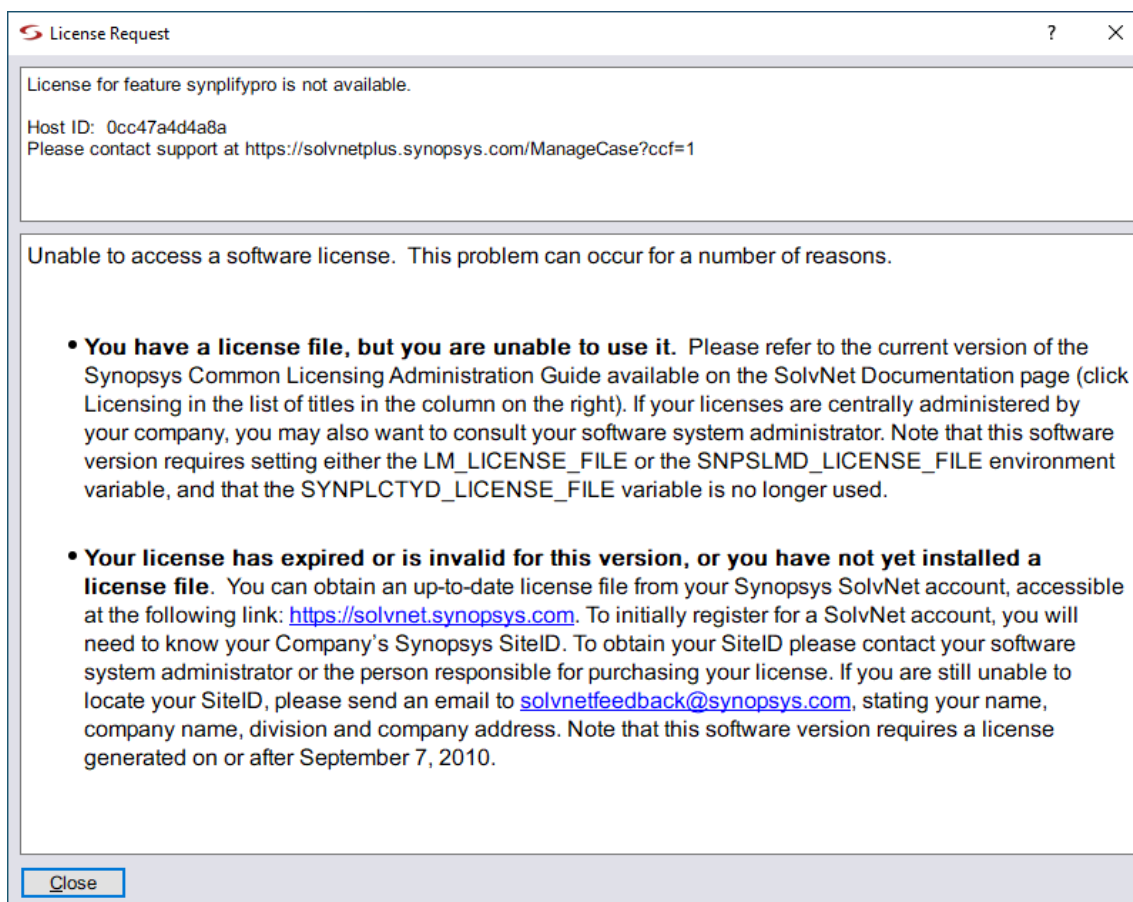 License Request
?
License for feature synplifypro is not available.
Host ID: 0cc47a4d4a8a
Please contact support at https://solvnetplus.synopsys.com/ManageCase?ccf=1
Unable to access a software license. This problem can occur for a number of reasons.
• You have a license file, but you are unable to use it. Please refer to the current version of the
Synopsys Common Licensing Administration Guide available on the SolvNet Documentation page (click
Licensing in the list of titles in the column on the right). If your licenses are centrally administered by
your company, you may also want to consult your software system administrator. Note that this software
version requires setting either the LM_LICENSE_FILE or the SNPSLMD_LICENSE_FILE environment
variable, and that the SYNPLCTYD_LICENSE_FILE variable is no longer used.
• Your license has expired or is invalid for this version, or you have not yet installed a
license file. You can obtain an up-to-date license file from your Synopsys SolvNet account, accessible
at the following link: https://solvnet.synopsys.com. To initially register for a SolvNet account, you will
need to know your Company’s Synopsys SiteID. To obtain your SiteID please contact your software
system administrator or the person responsible for purchasing your license. If you are still unable to
locate your SiteID, please send an email to solvnetfeedback@synopsys.com, stating your name,
company name, division and company address. Note that this software version requires a license
generated on or after September 7, 2010.
Close